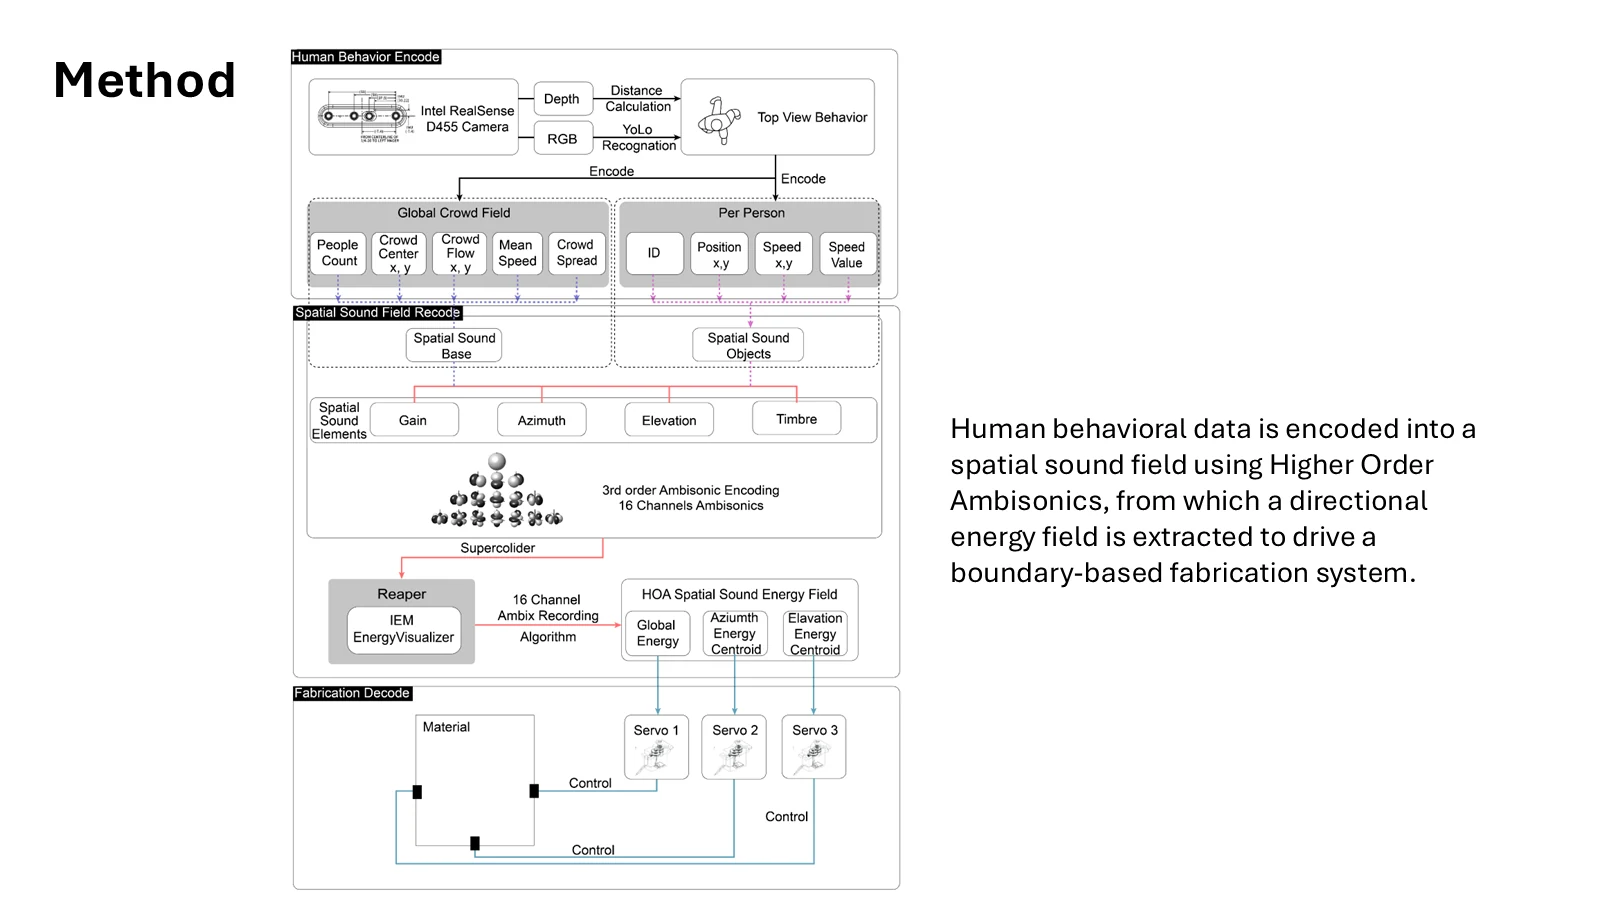 Method
Human Behavior Encode
Intel RealSense
D455 Camera
Depth
RGB
Distance
Calculation
YoLo
Recognation
Top View Behavior
Encode
Encode
Global Crowd Field
People
Count
Crowd
Center
x, y
Crowd
Flow
x, y
Mean
Speed
Crowd
Spread
Per Person
ID
Position
x,y
Speed
x,y
Speed
Value
Spatial Sound Field Recode
Spatial Sound
Base
Spatial Sound
Objects
Spatial
Sound
Elements
Gain
Azimuth
Elevation
Timbre
3rd order Ambisonic Encoding
16 Channels Ambisonics
Supercolider
Reaper
IEM
EnergyVisualizer
16 Channel
Ambix Recording
Algorithm
HOA Spatial Sound Energy Field
Global
Energy
Aziumth
Energy
Centroid
Elavation
Energy
Centroid
Fabrication Decode
Material
Servo 1
Servo 2
Servo 3
Control
Control
Control
Human behavioral data is encoded into a
spatial sound field using Higher Order
Ambisonics, from which a directional
energy field is extracted to drive a
boundary-based fabrication system.